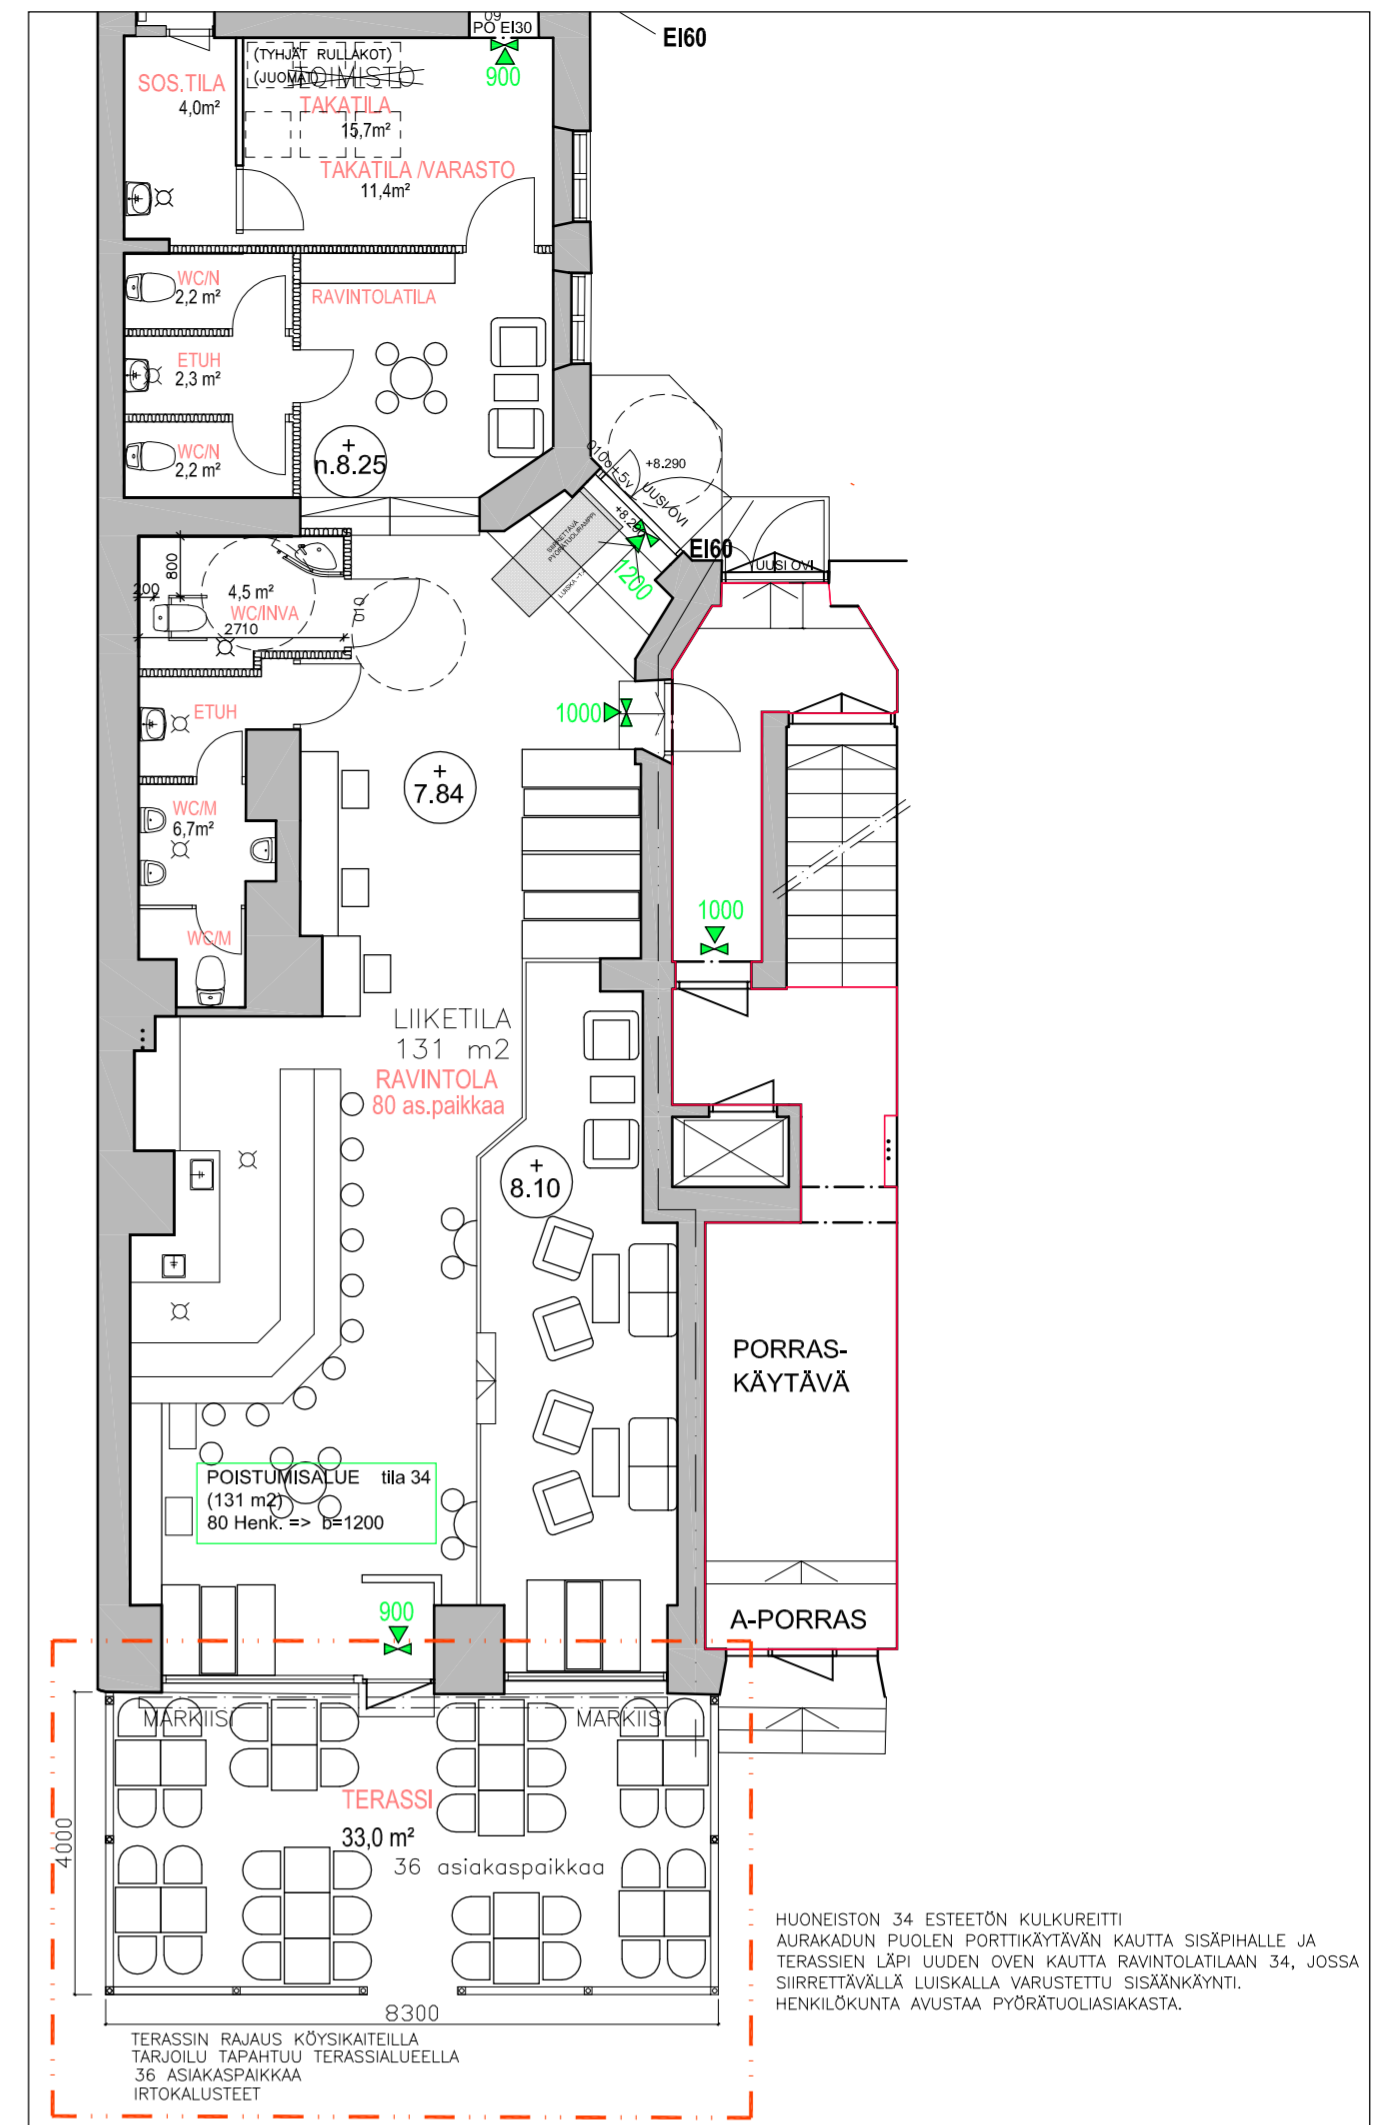 09
PO EI30
EI60
900
(TYHJÄT RULLAKOT)
(JUOMAT)
TOIMISTO
SOS.TILA
4,0m²
TAKATILA
15,7m²
TAKATILA /VARASTO
11,4m²
WC/N
2,2 m²
RAVINTOLATILA
ETUH
2,3 m²
WC/N
2,2 m²
+
n.8.25
+8.290
UUSI OVI
EI60
1200
SIIRRETTÄVÄ
PYÖRÄTUOLIRAMPPI
UUSI OVI
800
200
4,5 m²
WC/INVA
2710
010
1000
ETUH
+
7.84
WC/M
6,7m²
WC/M
1000
LIIKETILA
131 m2
RAVINTOLA
80 as.paikkaa
+
8.10
PORRAS-
KÄYTÄVÄ
POISTUMISALUE tila 34
(131 m2)
80 Henk. => b=1200
900
A-PORRAS
MARKIISI
MARKIISI
TERASSI
33,0 m²
36 asiakaspaikkaa
4000
8300
HUONEISTON 34 ESTEETÖN KULKUREITTI
AURAKADUN PUOLEN PORTTIKÄYTÄVÄN KAUTTA SISÄPIHALLE JA
TERASSIEN LÄPI UUDEN OVEN KAUTTA RAVINTOLATILAAN 34, JOSSA
SIIRRETTÄVÄLLÄ LUISKALLA VARUSTETTU SISÄÄNKÄYNTI.
HENKILÖKUNTA AVUSTAA PYÖRÄTUOLIASIAKASTA.
TERASSIN RAJAUS KÖYSIKAITEILLA
TARJOILU TAPAHTUU TERASSIALUEELLA
36 ASIAKASPAIKKAA
IRTOKALUSTEET